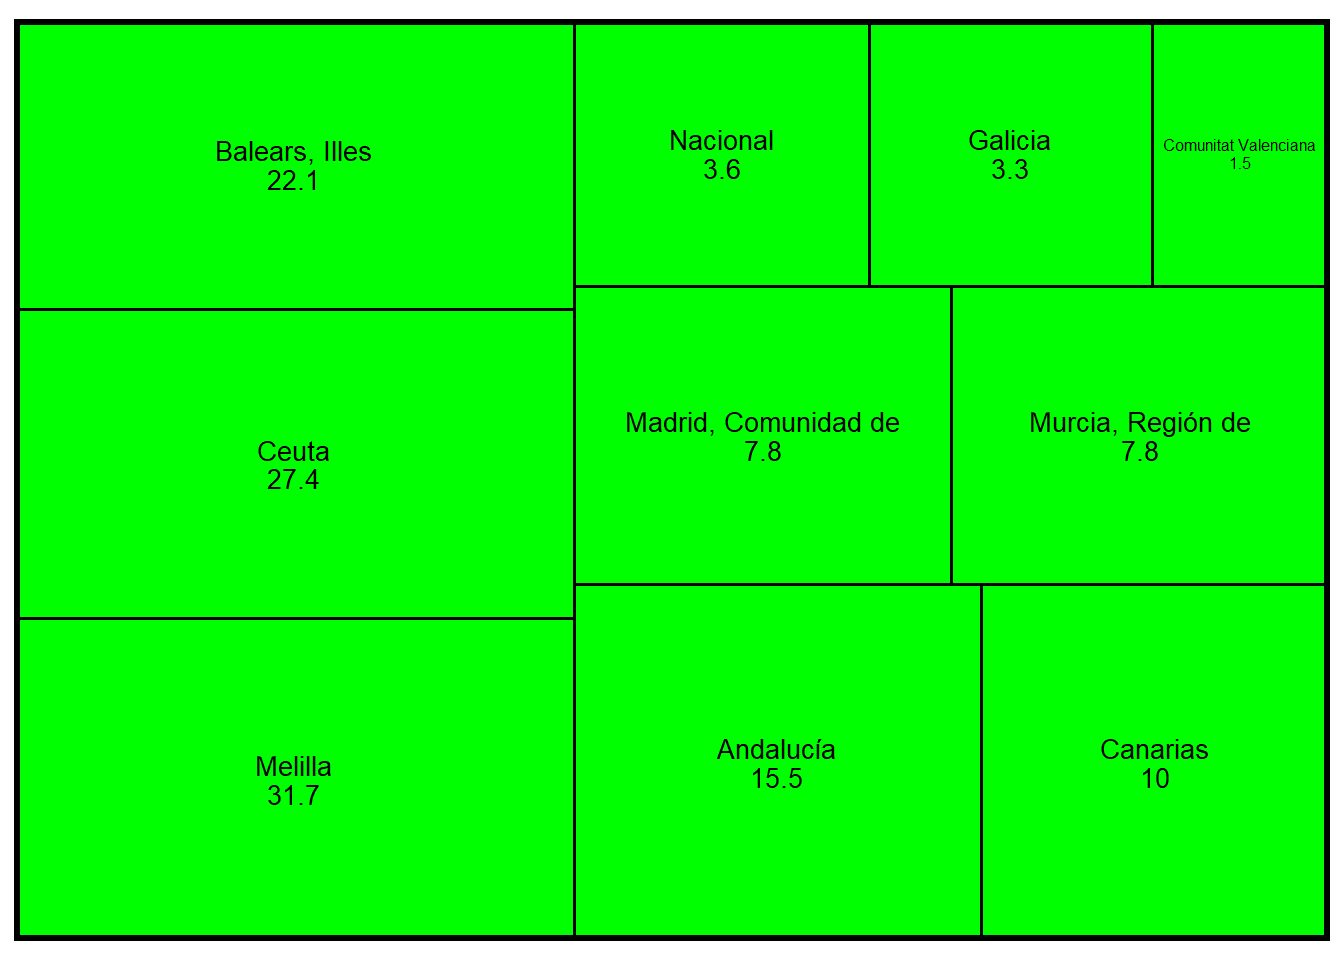 Balears, Illes
22.1
Nacional
3.6
Galicia
3.3
Comunitat Valenciana
1.5
Ceuta
27.4
Madrid, Comunidad de
7.8
Murcia, Región de
7.8
Melilla
31.7
Andalucía
15.5
Canarias
10